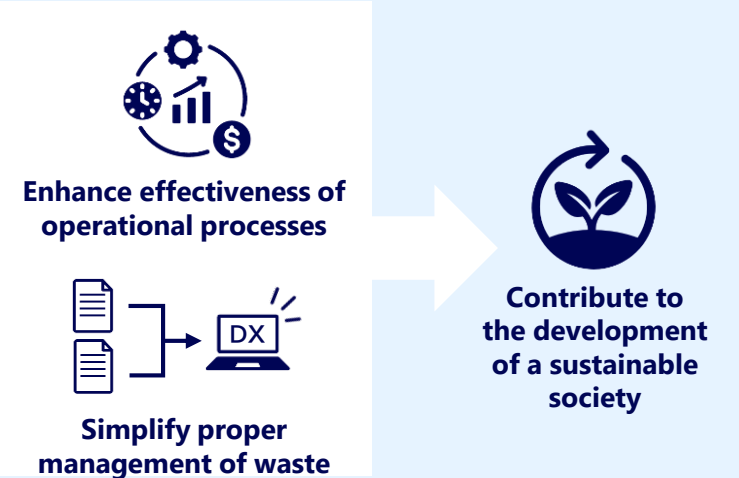 $
Enhance effectiveness of
operational processes
DX
Simplify proper
management of waste
Contribute to
the development
of a sustainable
society